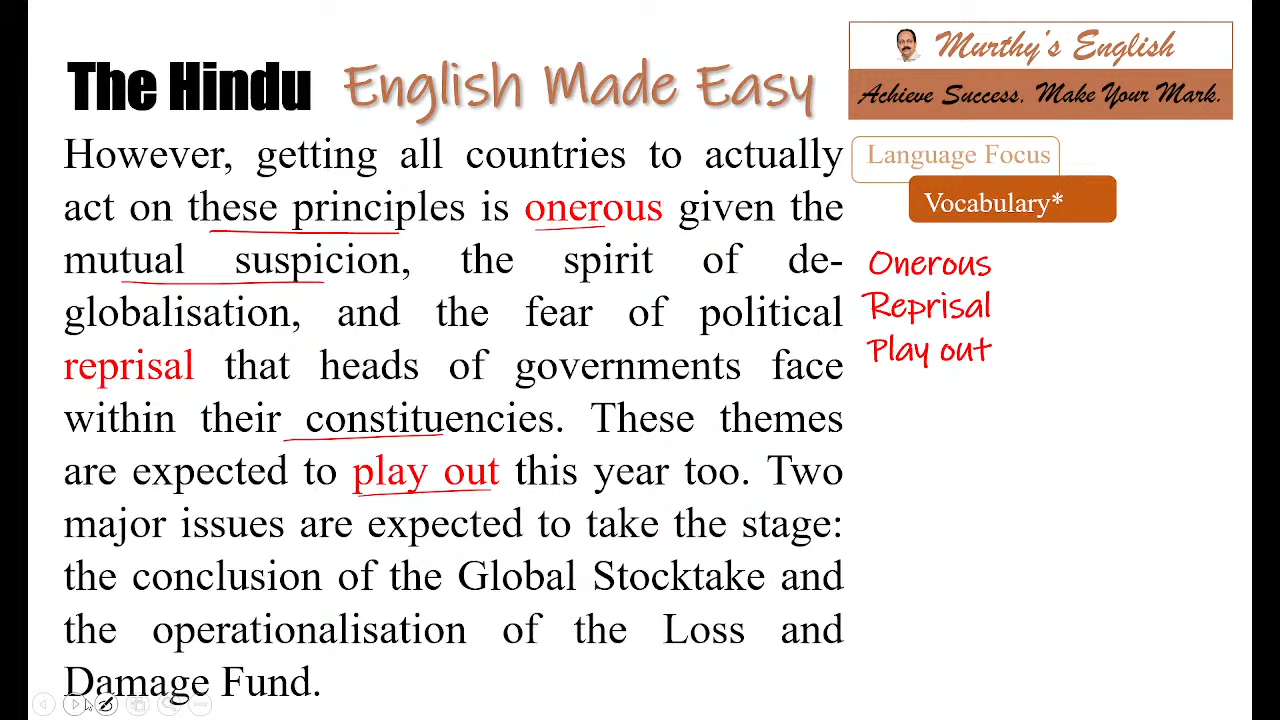 The Hindu English Made Easy
Murthy's English
Achieve Success. Make Your Mark.
However, getting all countries to actually
act on these principles is onerous given the
mutual suspicion, the spirit of de-
globalisation, and the fear of political
reprisal that heads of governments face
within their constituencies. These themes
are expected to play out this year too. Two
major issues are expected to take the stage:
the conclusion of the Global Stocktake and
the operationalisation of the Loss and
Damage Fund.
Language Focus
Vocabulary*
Onerous
Reprisal
Play out